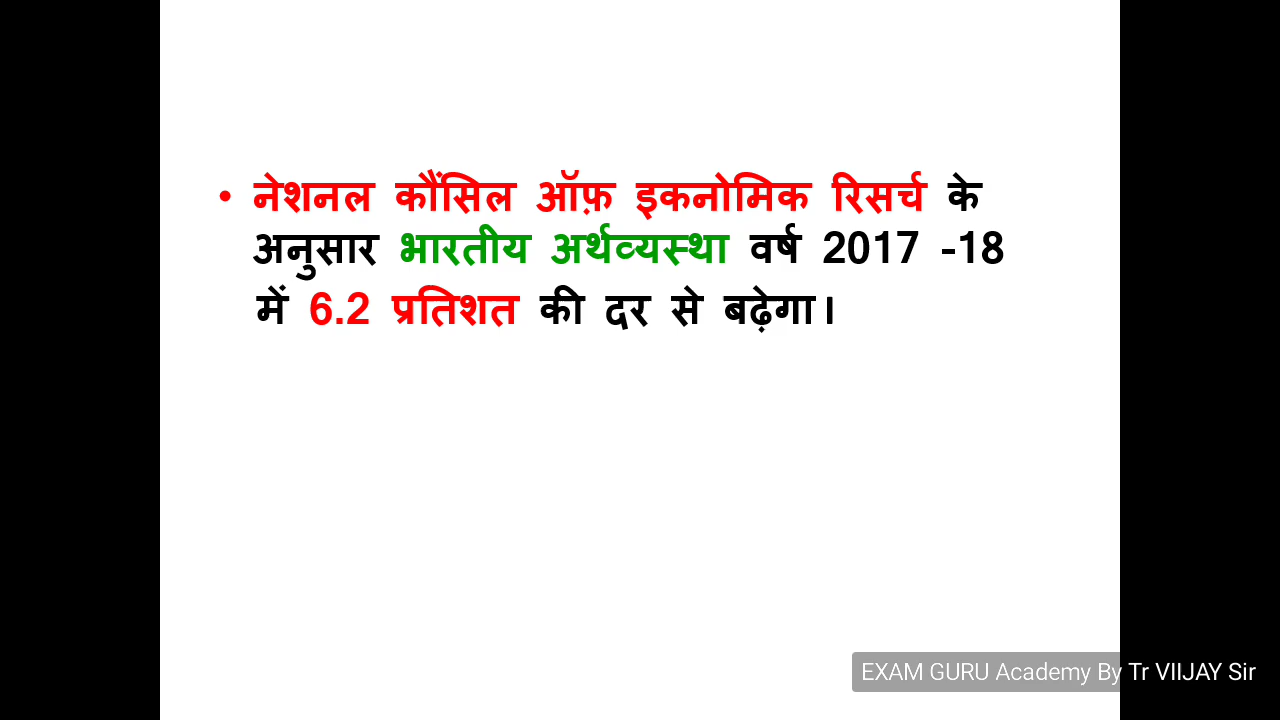 • नेशनल कौंसिल ऑफ़ इकनोमिक रिसर्च के
अनुसार भारतीय अर्थव्यस्था वर्ष 2017 -18
में 6.2 प्रतिशत की दर से बढ़ेगा।
EXAM GURU Academy By Tr VIIJAY Sir